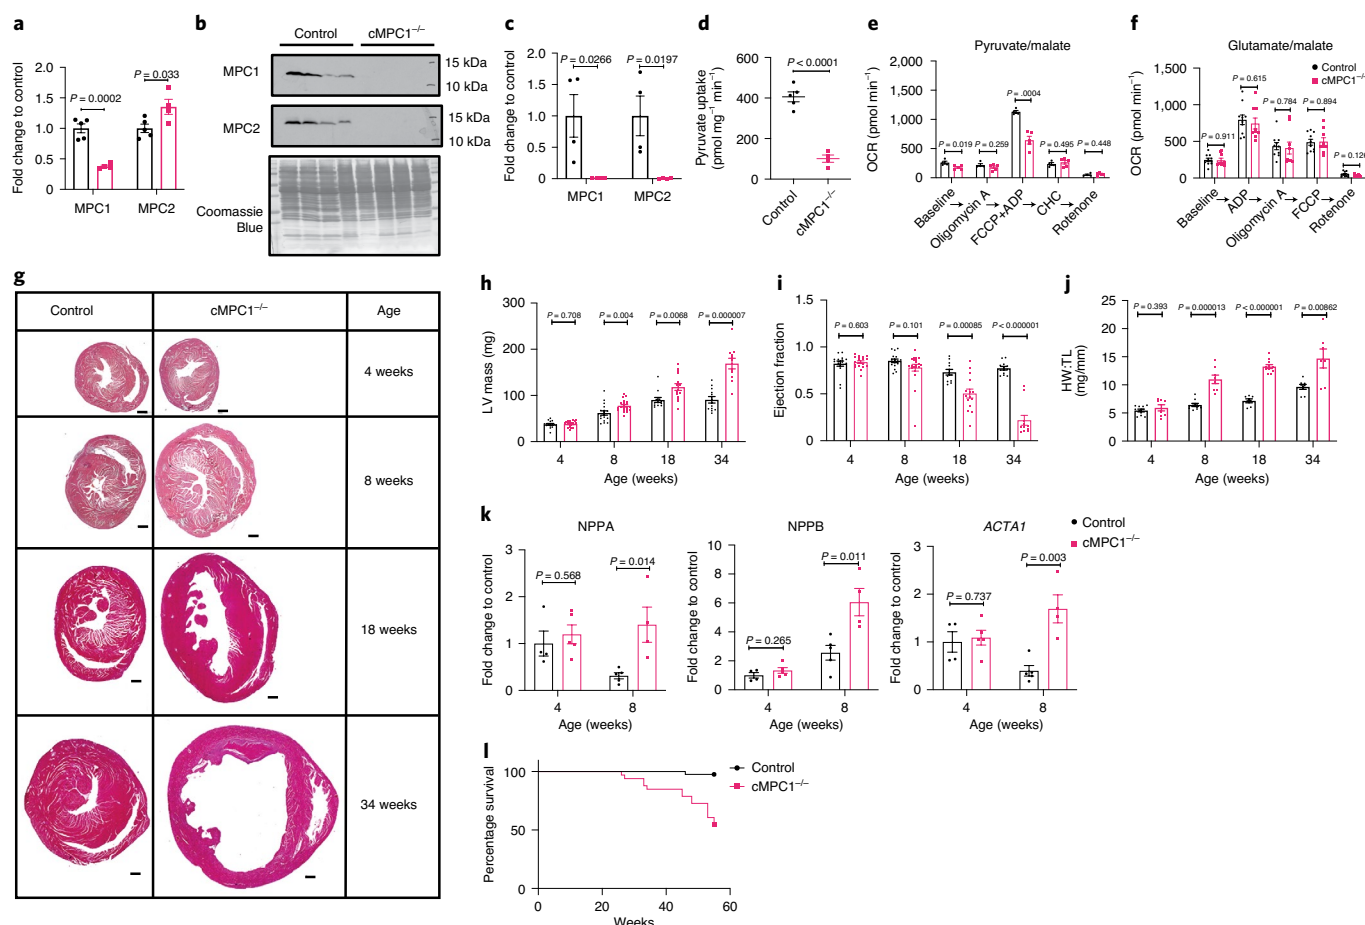 a
Fold change to control
2.0
1.5
1.0
0.5
0
P = 0.0002
P = 0.033
MPC1
MPC2
b
Control
cMPC1–/–
MPC1
15 kDa
10 kDa
MPC2
15 kDa
10 kDa
Coomassie
Blue
c
Fold change to control
2.0
1.5
1.0
0.5
0
P = 0.0266
P = 0.0197
MPC1
MPC2
d
Pyruvate uptake
(pmol mg–1 min–1)
600
400
200
0
P < 0.0001
Control
cMPC1–/–
e
Pyruvate/malate
OCR (pmol min–1)
2,000
1,500
1,000
500
0
P = 0.019
P = 0.259
P = .0004
P = 0.495
P = 0.448
Baseline
Oligomycin A
FCCP+ADP
CHC
Rotenone
f
Glutamate/malate
Control
cMPC1–/–
OCR (pmol min–1)
1,500
1,000
500
0
P = 0.911
P = 0.615
P = 0.784
P = 0.894
P = 0.126
Baseline
ADP
Oligomycin A
FCCP
Rotenone
g
Control
cMPC1–/–
Age
4 weeks
8 weeks
18 weeks
34 weeks
h
LV mass (mg)
300
200
100
0
P = 0.708
P = 0.004
P = 0.0068
P = 0.000007
4
8
18
34
Age (weeks)
i
Ejection fraction
1.5
1.0
0.5
0
P = 0.603
P = 0.101
P = 0.00085
P < 0.000001
4
8
18
34
Age (weeks)
j
HW:TL
(mg/mm)
25
20
15
10
5
0
P = 0.393
P = 0.000013
P < 0.000001
P = 0.00862
4
8
18
34
Age (weeks)
k
NPPA
Fold change to control
3
2
1
0
P = 0.568
P = 0.014
4
8
Age (weeks)
NPPB
Fold change to control
10
8
6
4
2
0
P = 0.265
P = 0.011
4
8
Age (weeks)
ACTA1
Fold change to control
3
2
1
0
P = 0.737
P = 0.003
4
8
Age (weeks)
Control
cMPC1–/–
l
Percentage survival
100
50
0
0
20
40
60
Weeks
Control
cMPC1–/–